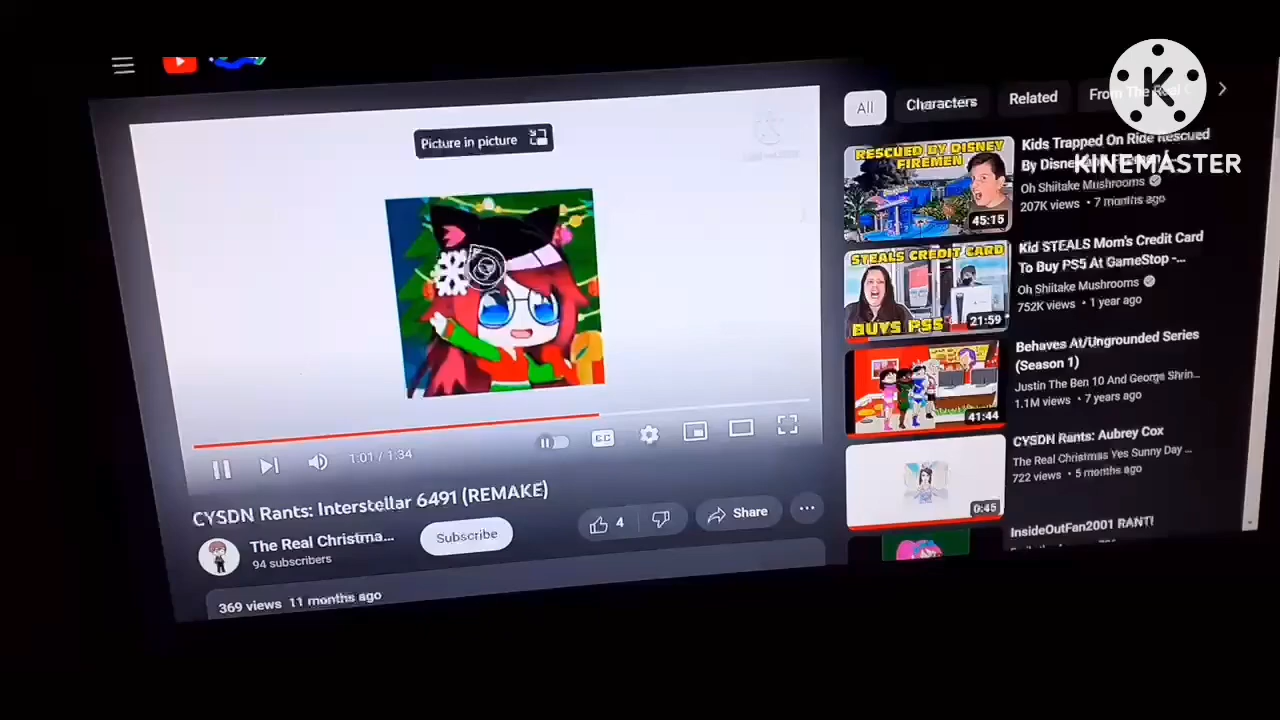 Picture in picture
1:01 / 1:34
CYSDN Rants: Interstellar 6491 (REMAKE)
The Real Christma...
94 subscribers
Subscribe
4
Share
369 views 11 months ago
All
Characters
Related
From The Real
KINEMASTER
RESCUED BY DISNEY
FIREMEN
45:15
Kids Trapped On Ride Rescued
By Disney
Oh Shiitake Mushrooms
207K views • 7 months ago
STEALS CREDIT CARD
BUYS PS5
21:59
Kid STEALS Mom's Credit Card
To Buy PS5 At GameStop -...
Oh Shiitake Mushrooms
752K views • 1 year ago
41:44
Behaves At/Ungrounded Series
(Season 1)
Justin The Ben 10 And George Shrin...
1.1M views • 7 years ago
0:45
CYSDN Rants: Aubrey Cox
The Real Christmas Yes Sunny Day ...
722 views • 5 months ago
InsideOutFan2001 RANT!